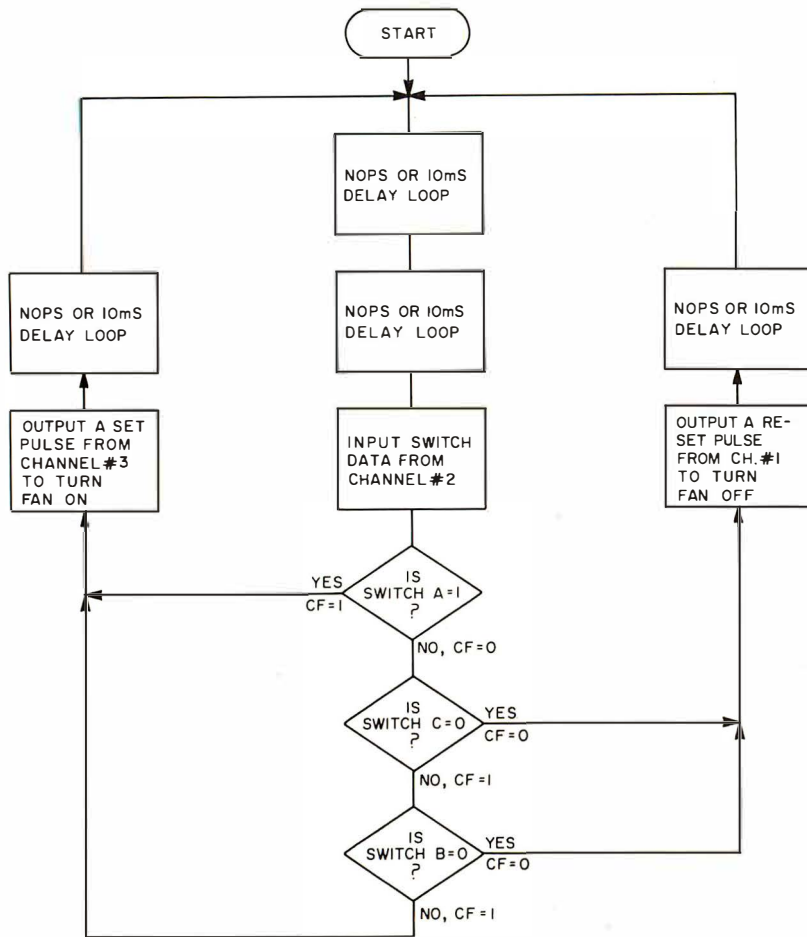 START
NOPS OR 10mS
DELAY LOOP
NOPS OR 10mS
DELAY LOOP
NOPS OR 10mS
DELAY LOOP
NOPS OR 10mS
DELAY LOOP
OUTPUT A SET
PULSE FROM
CHANNEL #3
TO TURN
FAN ON
INPUT SWITCH
DATA FROM
CHANNEL #2
OUTPUT A RE-
SET PULSE
FROM CH. #1
TO TURN
FAN OFF
IS
SWITCH A=1
?
YES
CF=1
NO, CF=0
IS
SWITCH C=0
?
YES
CF=0
NO, CF=1
IS
SWITCH B=0
?
YES
CF=0
NO, CF=1